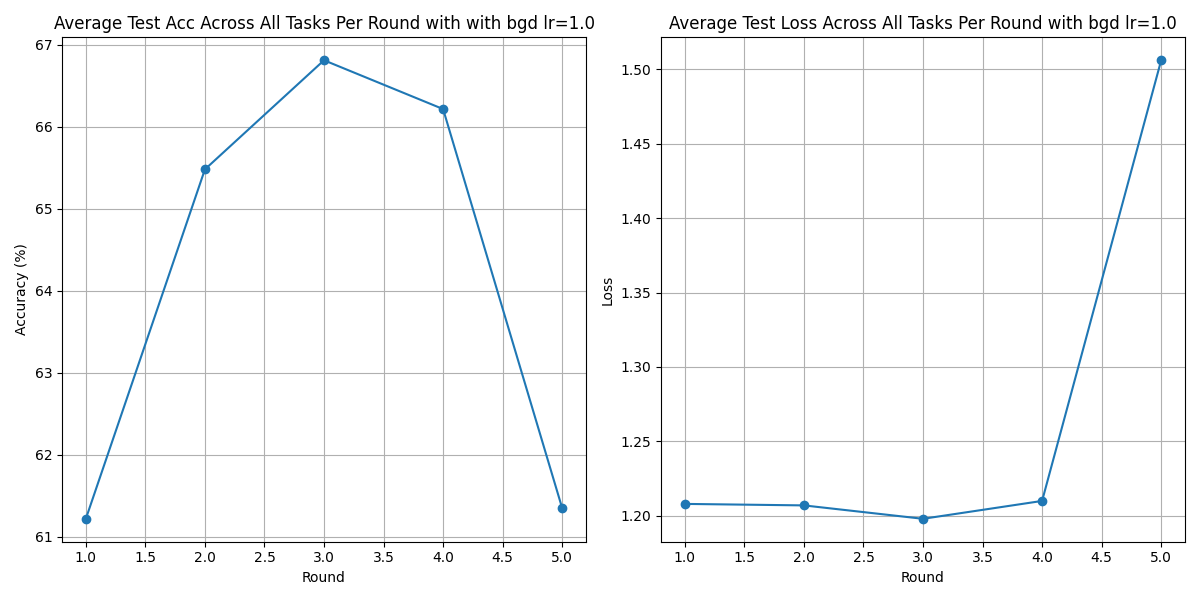 Average Test Acc Across All Tasks Per Round with with bgd lr=1.0
67
66
65
64
63
62
61
Accuracy (%)
1.0 1.5 2.0 2.5 3.0 3.5 4.0 4.5 5.0
Round
Average Test Loss Across All Tasks Per Round with bgd lr=1.0
1.50
1.45
1.40
1.35
1.30
1.25
1.20
Loss
1.0 1.5 2.0 2.5 3.0 3.5 4.0 4.5 5.0
Round